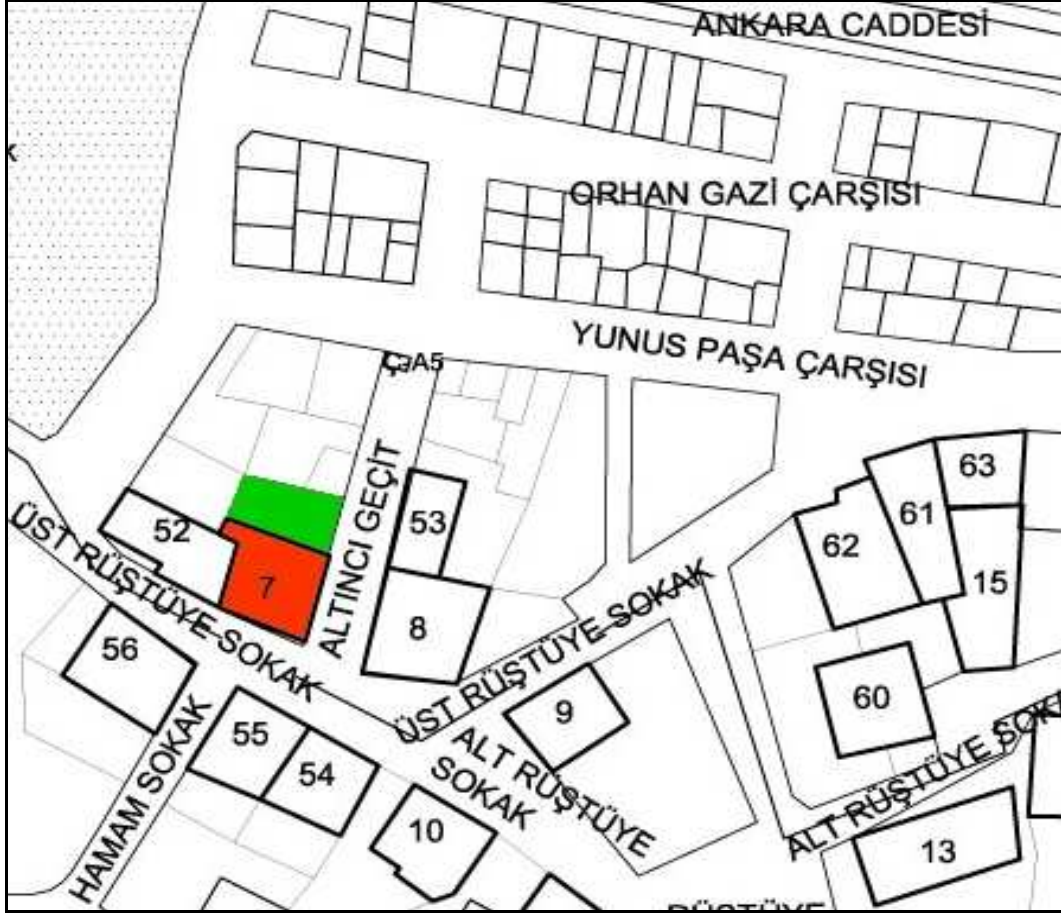 ANKARA CADDESİ
ORHAN GAZİ ÇARŞISI
YUNUS PAŞA ÇARŞISI
ALTINCI GEÇİT
63
53
61
ÜST RÜŞTÜYE SOKAK
52
62
7
15
8
ÜST RÜŞTÜYE SOKAK
56
60
9
55
54
ALT RÜŞTÜYE
SOKAK
HAMAM SOKAK
10
ALT RÜŞTÜYE
13
RÜŞTÜYE